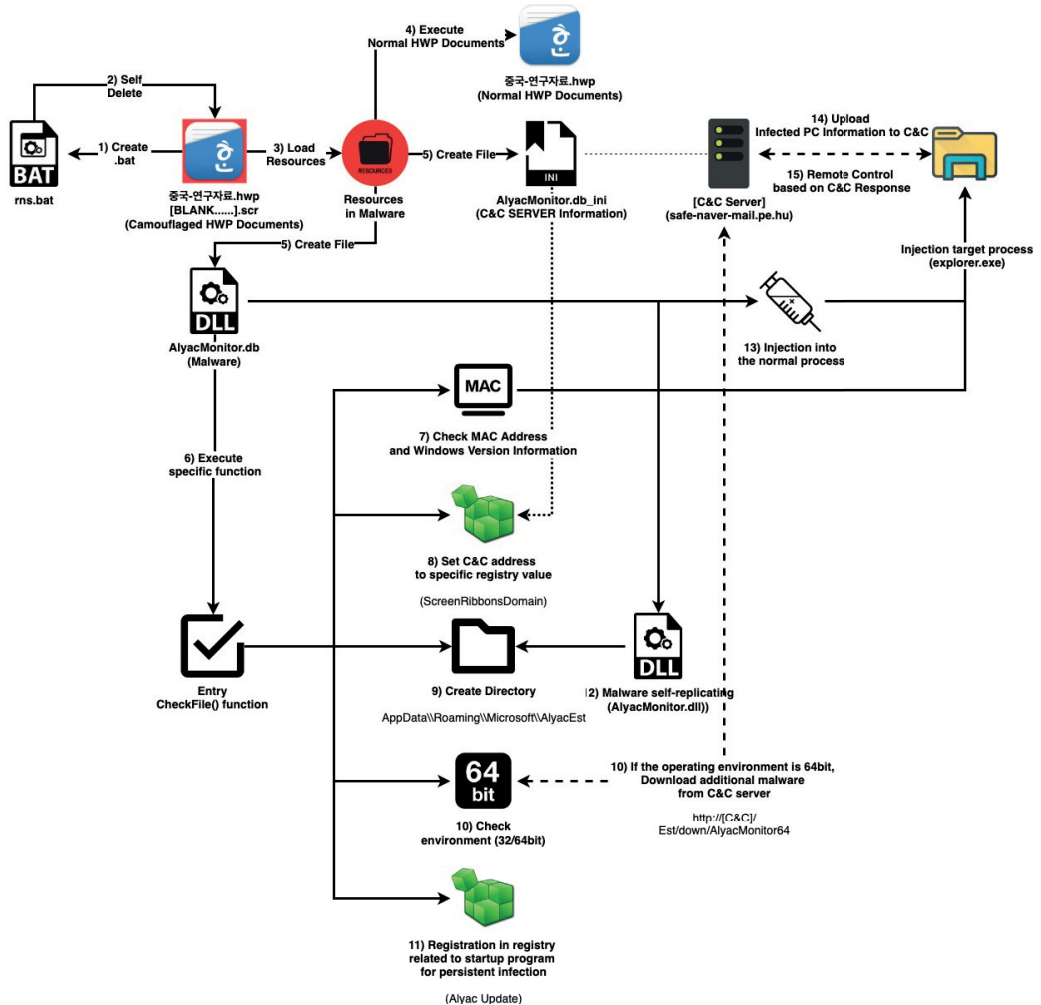 4) Execute
Normal HWP Documents
중국-연구자료.hwp
(Normal HWP Documents)
2) Self
Delete
1) Create
.bat
BAT
rns.bat
3) Load
Resources
RESOURCES
5) Create File
INI
14) Upload
Infected PC Information to C&C
15) Remote Control
based on C&C Response
중국-연구자료.hwp
[BLANK......].scr
(Camouflaged HWP Documents)
Resources
in Malware
AlyacMonitor.db_ini
(C&C SERVER Information)
[C&C Server]
(safe-naver-mail.pe.hu)
5) Create File
Injection target process
(explorer.exe)
DLL
AlyacMonitor.db
(Malware)
13) Injection into
the normal process
MAC
7) Check MAC Address
and Windows Version Information
6) Execute
specific function
8) Set C&C address
to specific registry value
(ScreenRibbonsDomain)
Entry
CheckFile() function
9) Create Directory
AppData\\Roaming\\Microsoft\\AlyacEst
DLL
12) Malware self-replicating
(AlyacMonitor.dll))
64
bit
10) Check
environment (32/64bit)
10) If the operating environment is 64bit,
Download additional malware
from C&C server
http://[C&C]/
Est/down/AlyacMonitor64
11) Registration in registry
related to startup program
for persistent infection
(Alyac Update)